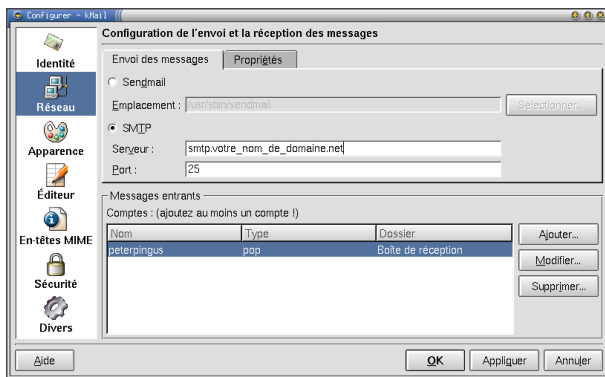 Configurer - kMail
Configuration de l'envoi et la réception des messages
Identité
Réseau
Apparence
Éditeur
En-têtes MIME
Sécurité
Divers
Envoi des messages
Propriétés
Sendmail
Emplacement : /usr/sbin/sendmail
Sélectionner...
SMTP
Serveur : smtp.votre_nom_de_domaine.net
Port : 25
Messages entrants
Comptes : (ajoutez au moins un compte !)
Nom Type Dossier
peterpingus pop Boîte de réception
Ajouter...
Modifier...
Supprimer...
Aide
OK
Appliquer
Annuler